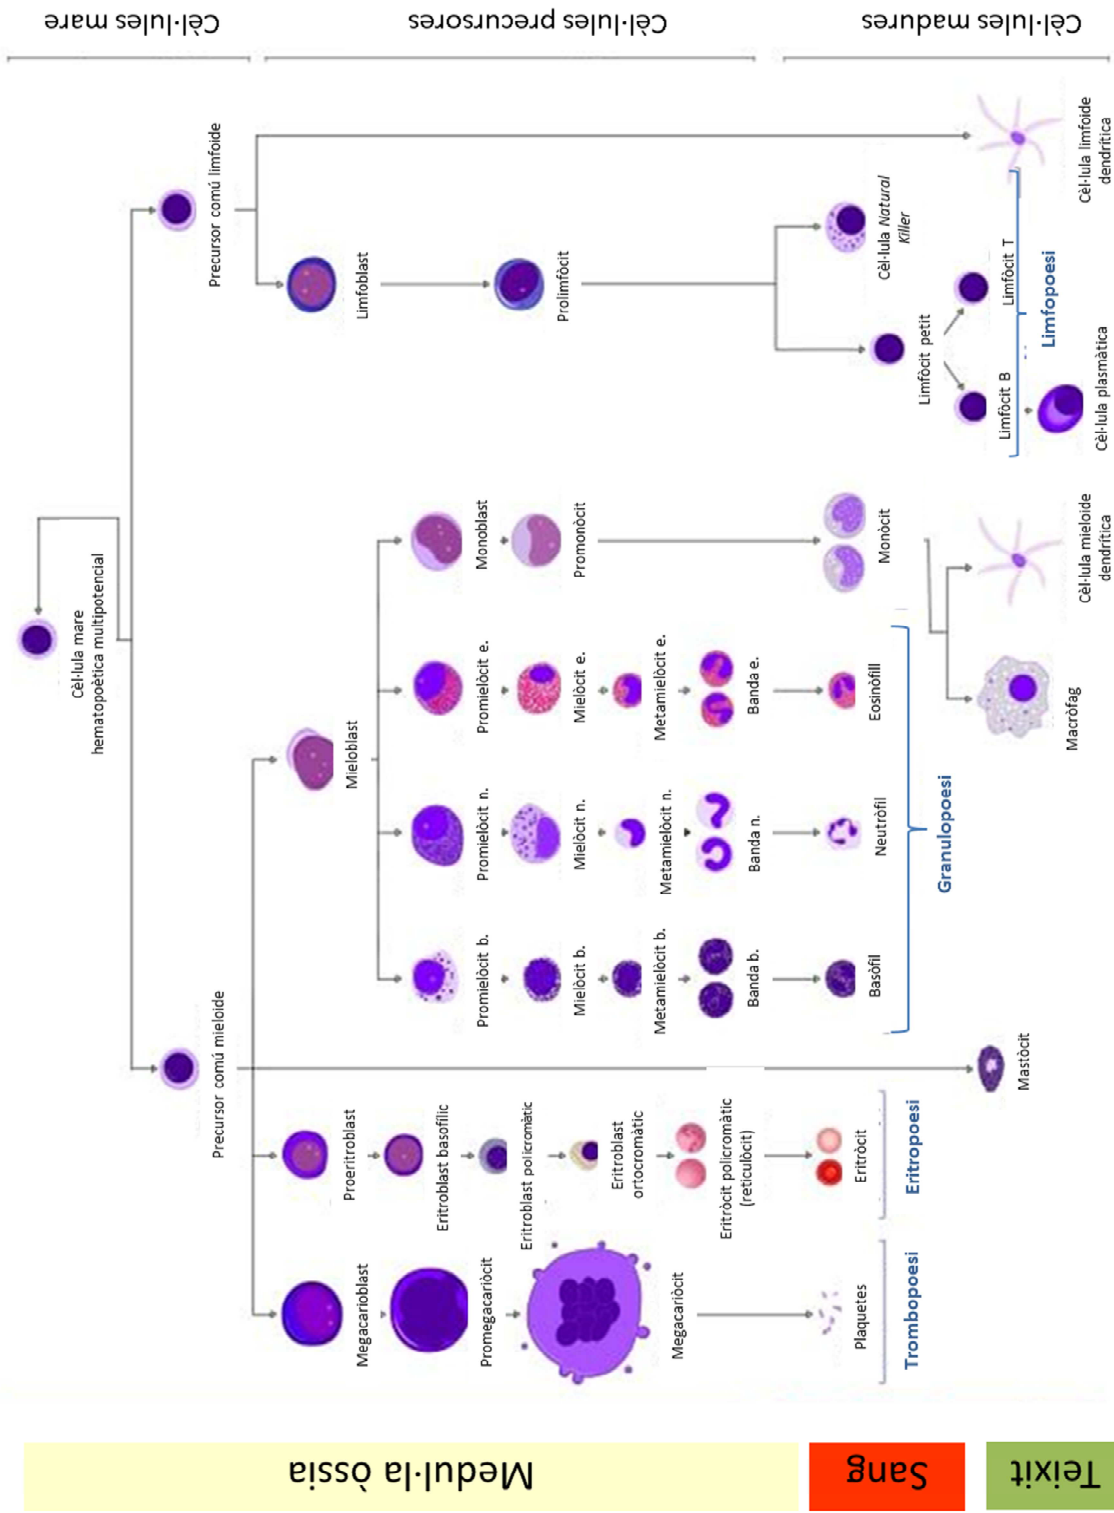 Cèl·lules mare
Cèl·lules precursores
Cèl·lules madures
Cèl·lula mare
hematopoètica multipotencial
Precursor comú mieloide
Precursor comú limfoide
Megacarioblast
Promegacariòcit
Megacariòcit
Plaquetes
Trombopoesi
Proeritroblast
Eritroblast basofílic
Eritroblast policromàtic
Eritroblast
ortocromàtic
Eritròcit policromàtic
(reticulòcit)
Eritròcit
Eritropoesi
Mastòcit
Mieloblast
Promielòcit b.
Mielòcit b.
Metamielòcit b.
Banda b.
Basòfil
Promielòcit n.
Mielòcit n.
Metamielòcit n.
Banda n.
Neutròfil
Promielòcit e.
Mielòcit e.
Metamielòcit e.
Banda e.
Eosinòfill
Granulopoesi
Monoblast
Promonòcit
Monòcit
Macròfag
Cèl·lula mieloide
dendrítica
Limfoblast
Prolimfòcit
Limfòcit petit
Cèl·lula Natural
Killer
Limfòcit B
Limfòcit T
Limfopoesi
Cèl·lula plasmàtica
Cèl·lula limfoide
dendrítica
Medul·la òssia
Sang
Teixit